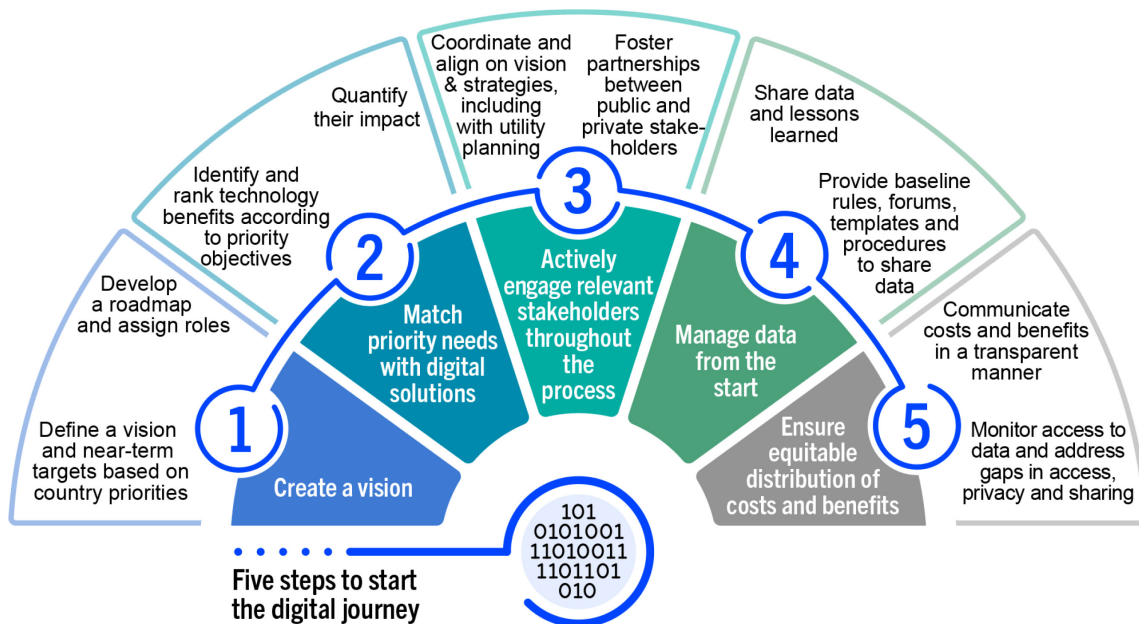 1
Create a vision
Define a vision
and near-term
targets based on
country priorities
Develop
a roadmap
and assign roles
2
Match
priority needs
with digital
solutions
Identify and
rank technology
benefits according
to priority
objectives
Quantify
their impact
3
Actively
engage relevant
stakeholders
throughout
the
process
Coordinate and
align on vision
& strategies,
including
with utility
planning
Foster
partnerships
between
public and
private stake-
holders
4
Manage data
from the
start
Share data
and lessons
learned
Provide baseline
rules, forums,
templates and
procedures
to share
data
5
Ensure
equitable
distribution of
costs and benefits
Communicate
costs and benefits
in a transparent
manner
Monitor access to
data and address
gaps in access,
privacy and sharing
101
0101001
11010011
1101101
010
Five steps to start
the digital journey